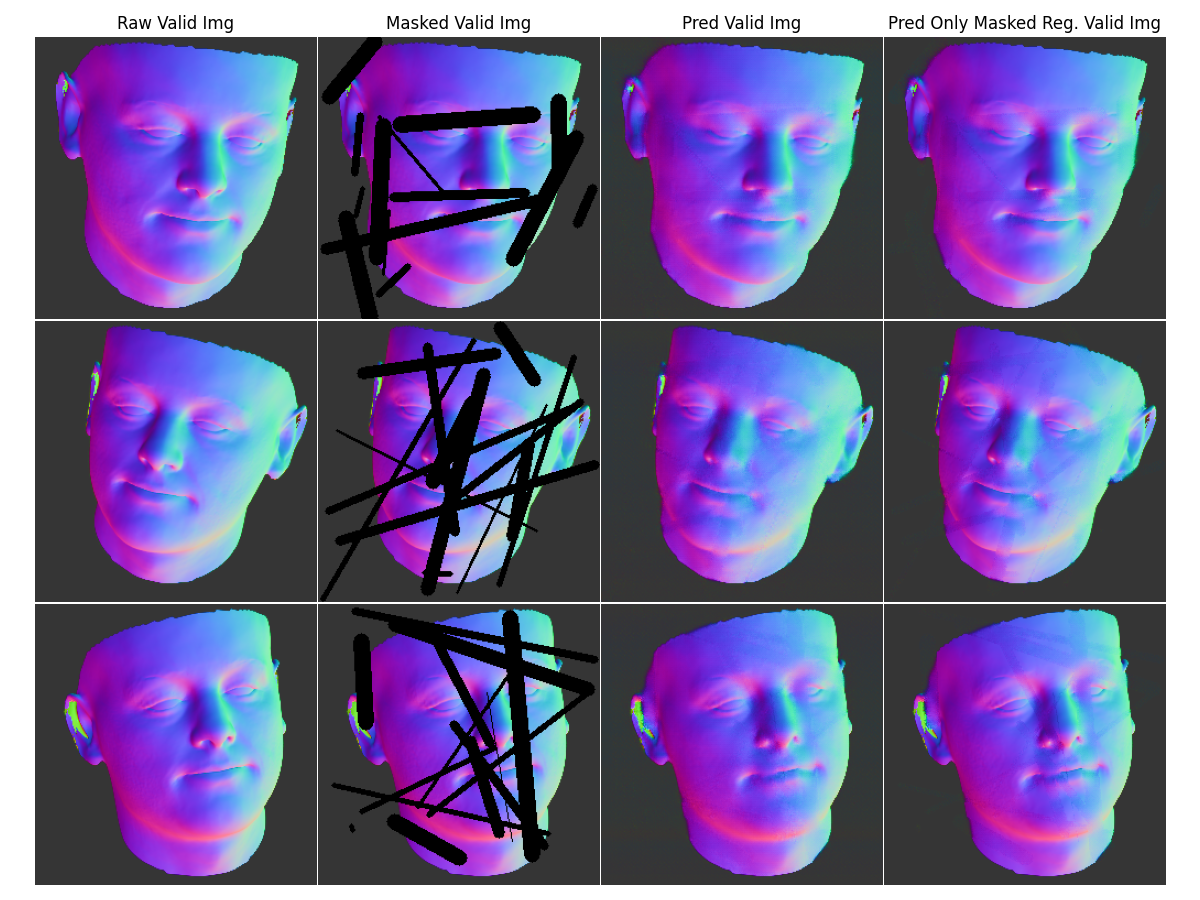 Raw Valid Img
Masked Valid Img
Pred Valid Img
Pred Only Masked Reg. Valid Img